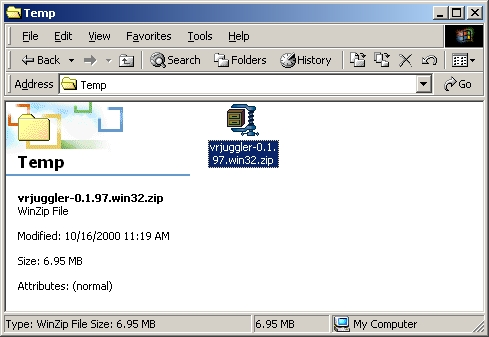 Temp
File Edit View Favorites Tools Help
Back Search Folders History
Address Temp Go
Temp
vrjuggler-0.1.97.win32.zip
WinZip File
Modified: 10/16/2000 11:19 AM
Size: 6.95 MB
Attributes: (normal)
vrjuggler-0.1.
97.win32.zip
Type: WinZip File Size: 6.95 MB 6.95 MB My Computer